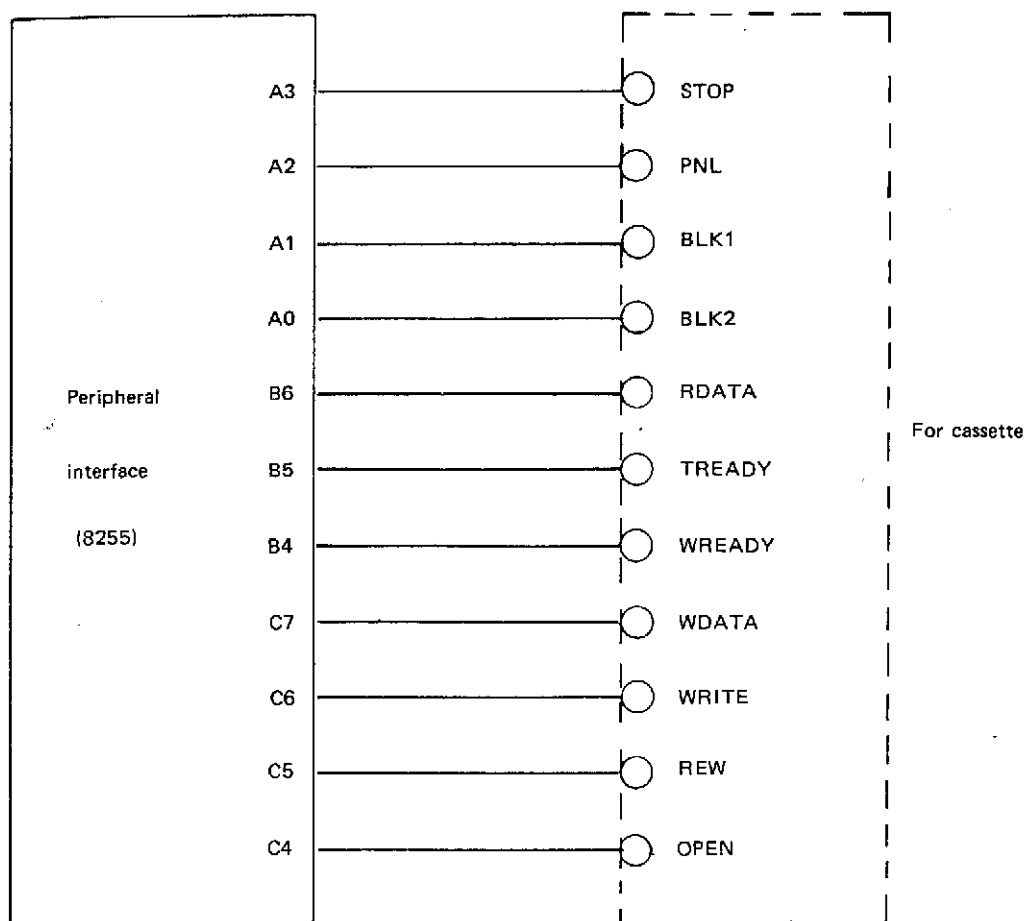 A3 STOP
A2 PNL
A1 BLK1
A0 BLK2
Peripheral B6 RDATA
For cassette
interface B5 TREADY
(8255) B4 WREADY
C7 WDATA
C6 WRITE
C5 REW
C4 OPEN